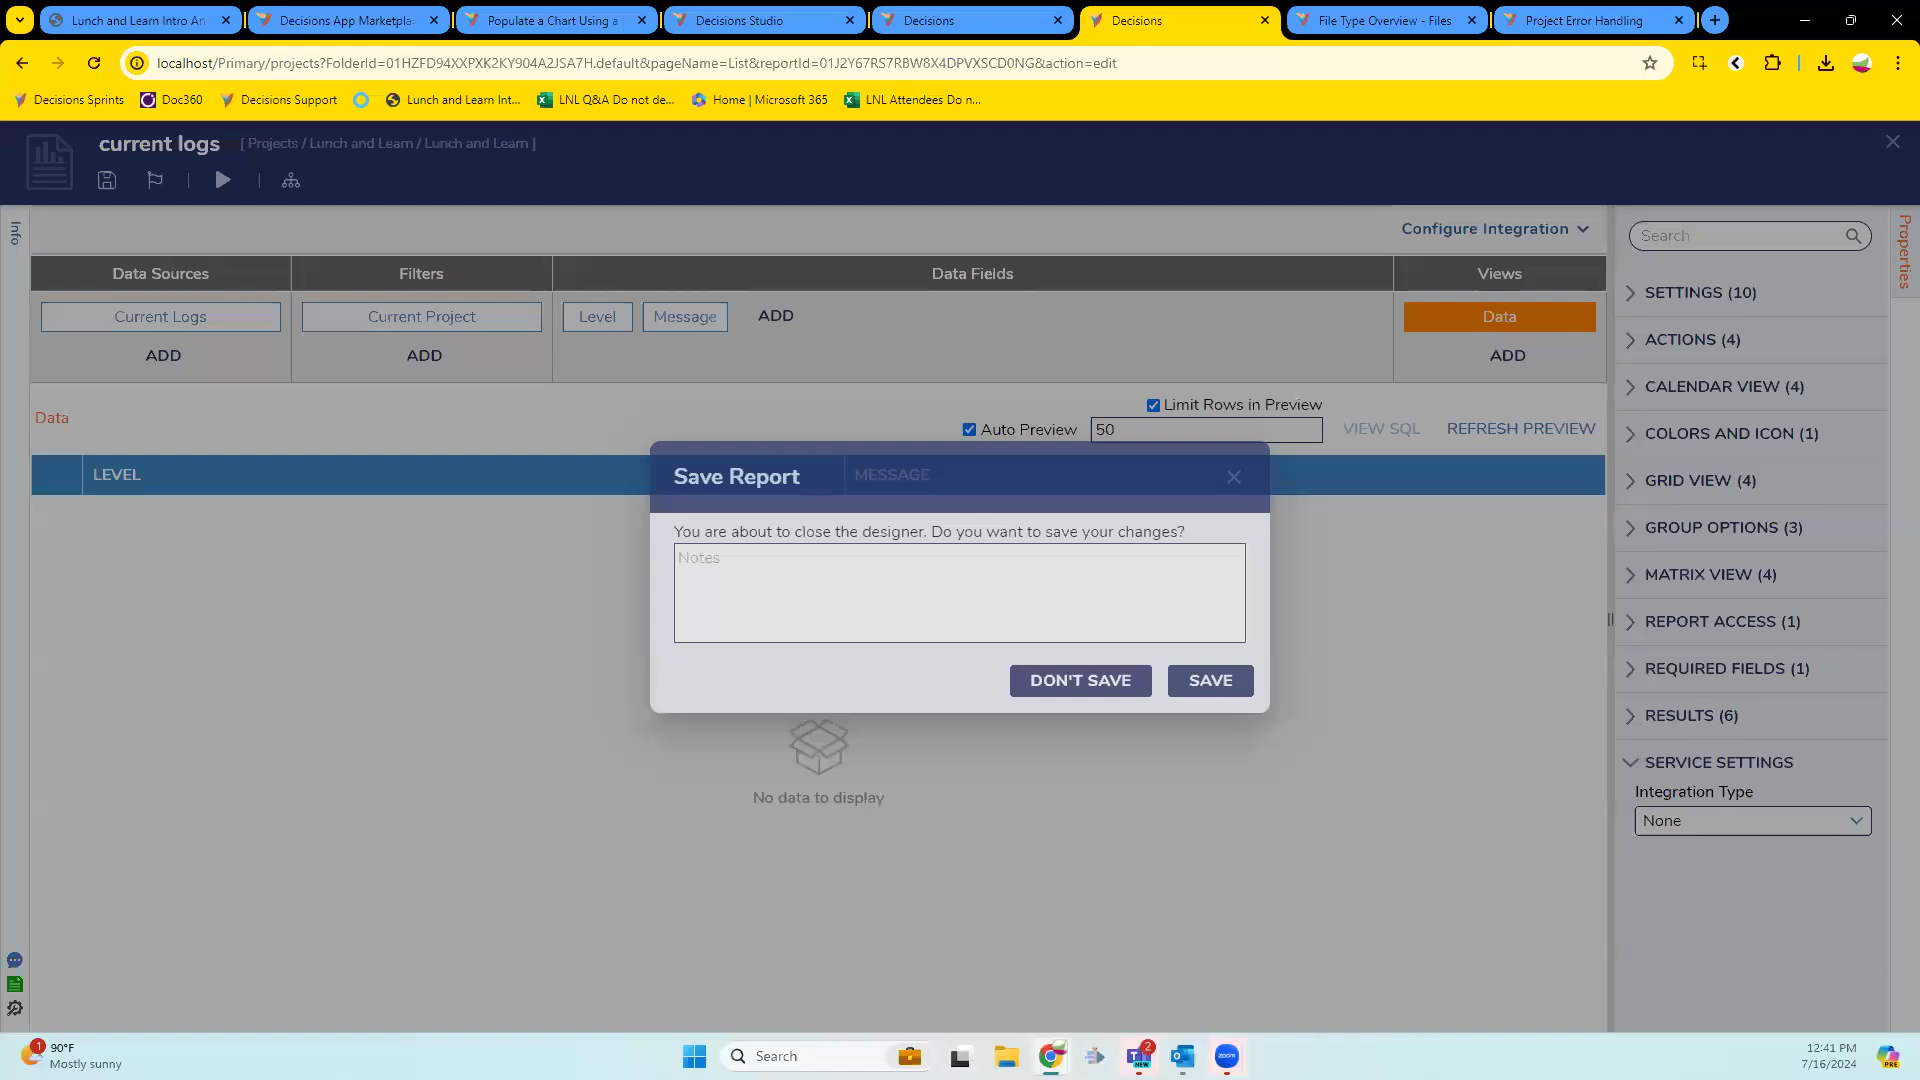 Lunch and Learn Intro An
Decisions App Marketpla
Populate a Chart Using a
Decisions Studio
Decisions
Decisions
File Type Overview - Files
Project Error Handling
localhost/Primary/projects?FolderId=01HZFD94XXPXK2KY904A2JSA7H.default&pageName=List&reportId=01J2Y67RS7RBW8X4DPVXSCD0NG&action=edit
Decisions Sprints
Doc360
Decisions Support
Lunch and Learn Int...
LNL Q&A Do not de...
Home | Microsoft 365
LNL Attendees Do n...
current logs [ Projects / Lunch and Learn / Lunch and Learn ]
Info
Configure Integration
Data Sources
Filters
Data Fields
Views
Current Logs
Current Project
Level
Message
ADD
Data
ADD
ADD
ADD
Data
Limit Rows in Preview
Auto Preview
50
VIEW SQL
REFRESH PREVIEW
LEVEL
MESSAGE
Save Report
You are about to close the designer. Do you want to save your changes?
Notes
DON'T SAVE
SAVE
No data to display
Search
Properties
SETTINGS (10)
ACTIONS (4)
CALENDAR VIEW (4)
COLORS AND ICON (1)
GRID VIEW (4)
GROUP OPTIONS (3)
MATRIX VIEW (4)
REPORT ACCESS (1)
REQUIRED FIELDS (1)
RESULTS (6)
SERVICE SETTINGS
Integration Type
None
1
90°F
Mostly sunny
Search
2
NEW
zoom
12:41 PM
7/16/2024
PRE